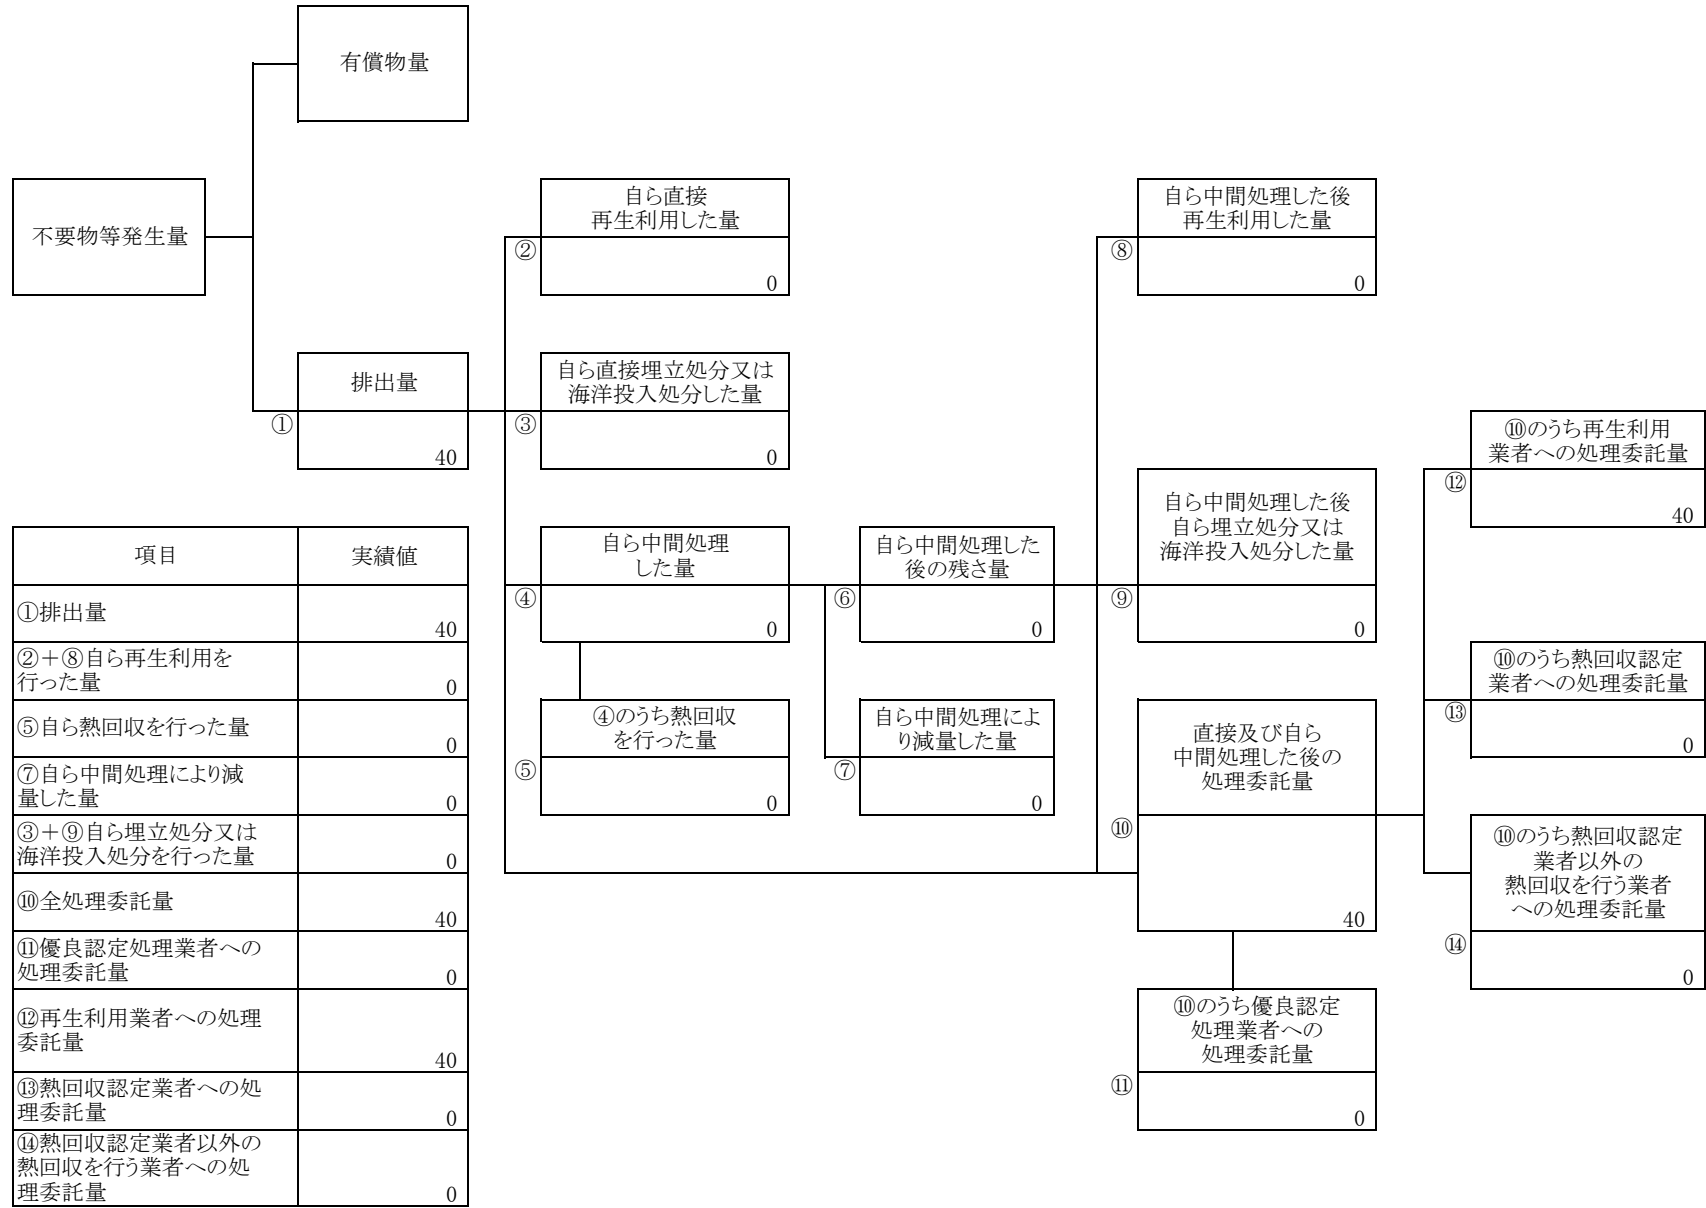 有償物量
不要物等発生量
自ら直接
再生利用した量
②
0
自ら中間処理した後
再生利用した量
⑧
0
排出量
①
40
自ら直接埋立処分又は
海洋投入処分した量
③
0
⑩のうち再生利用
業者への処理委託量
⑫
40
自ら中間処理
した量
④
0
自ら中間処理した
後の残さ量
⑥
0
自ら中間処理した後
自ら埋立処分又は
海洋投入処分した量
⑨
0
⑩のうち熱回収認定
業者への処理委託量
⑬
0
④のうち熱回収
を行った量
⑤
0
自ら中間処理によ
り減量した量
⑦
0
直接及び自ら
中間処理した後の
処理委託量
⑩
40
⑩のうち熱回収認定
業者以外の
熱回収を行う業者
への処理委託量
⑭
0
⑩のうち優良認定
処理業者への
処理委託量
⑪
0
項目 実績値
①排出量
40
②＋⑧自ら再生利用を
行った量
0
⑤自ら熱回収を行った量
0
⑦自ら中間処理により減
量した量
0
③＋⑨自ら埋立処分又は
海洋投入処分を行った量
0
⑩全処理委託量
40
⑪優良認定処理業者への
処理委託量
0
⑫再生利用業者への処理
委託量
40
⑬熱回収認定業者への処
理委託量
0
⑭熱回収認定業者以外の
熱回収を行う業者への処
理委託量
0